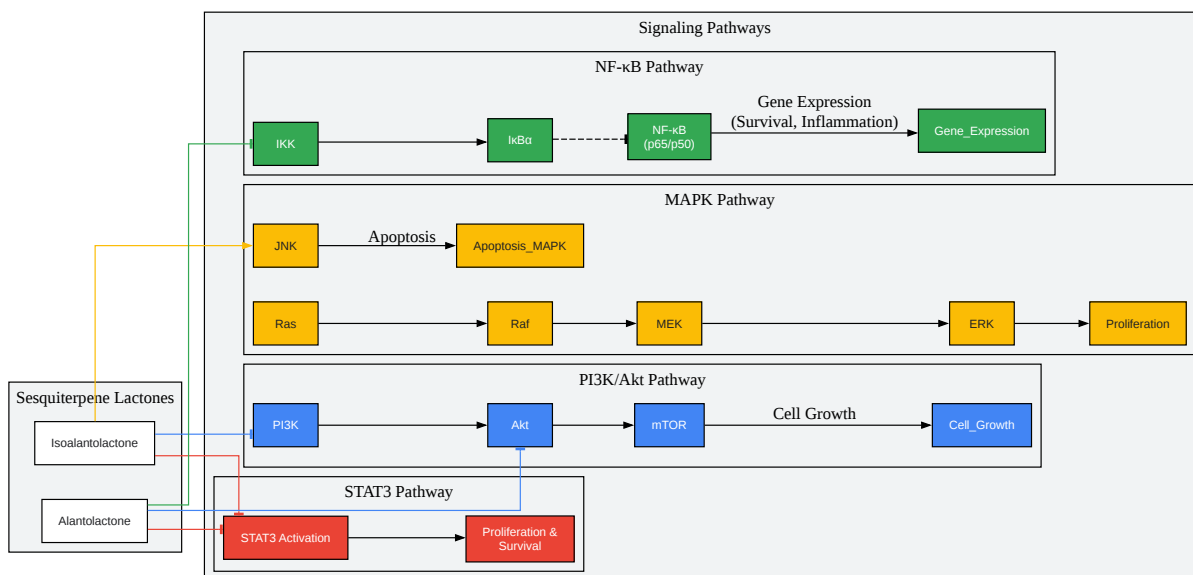 Signaling Pathways
NF-κB Pathway
Gene Expression
(Survival, Inflammation)
IKK
IκBα
NF-κB
(p65/p50)
Gene_Expression
MAPK Pathway
JNK
Apoptosis
Apoptosis_MAPK
Ras
Raf
MEK
ERK
Proliferation
PI3K/Akt Pathway
PI3K
Akt
mTOR
Cell Growth
Cell_Growth
Sesquiterpene Lactones
Isoalantolactone
Alantolactone
STAT3 Pathway
STAT3 Activation
Proliferation &
Survival